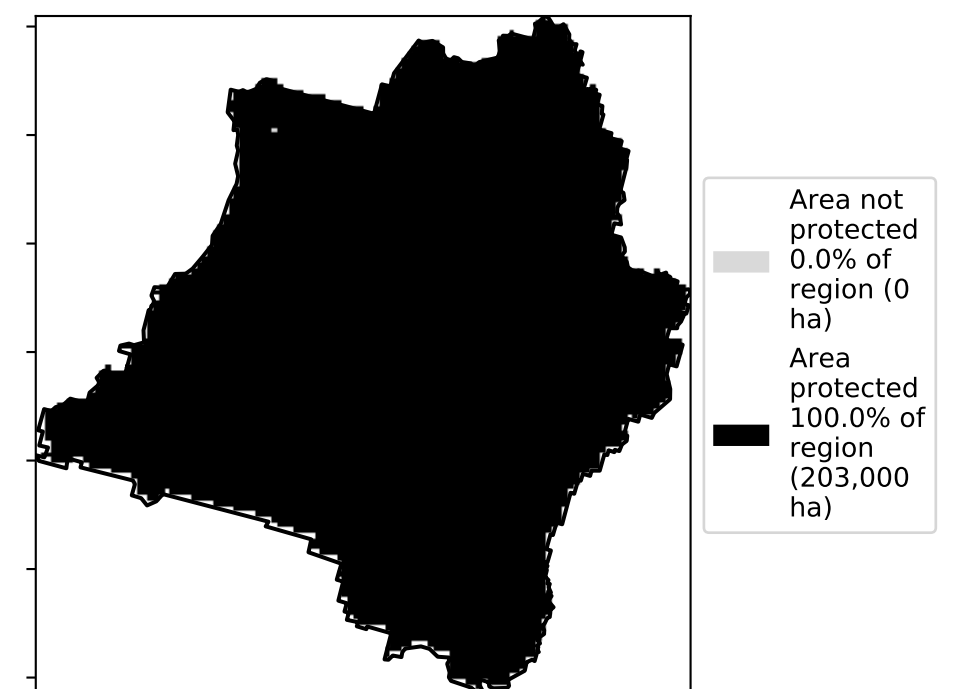 Area not
protected
0.0% of
region (0
ha)
Area
protected
100.0% of
region
(203,000
ha)